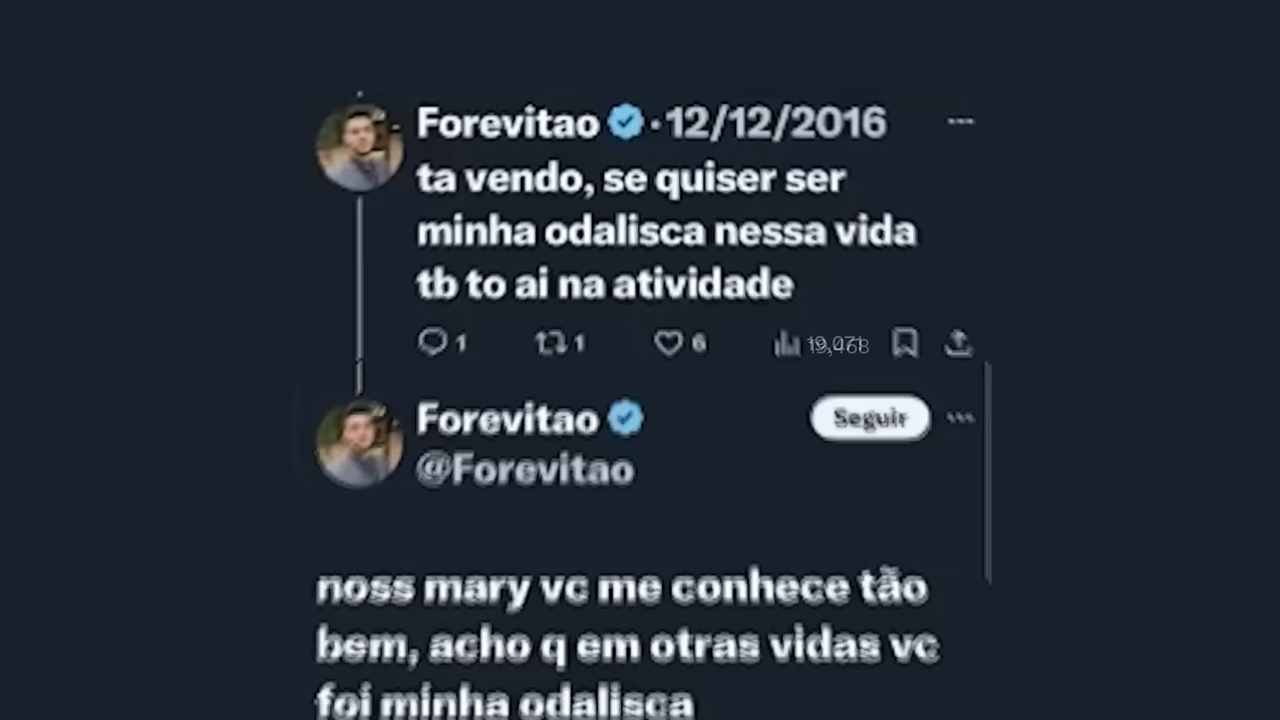 Forevitao · 12/12/2016
ta vendo, se quiser ser
minha odalisca nessa vida
tb to ai na atividade
1 1 6
Forevitao
Seguir
@Forevitao
noss mary vc me conhece tão
bem, acho q em otras vidas vc
foi minha odalisca